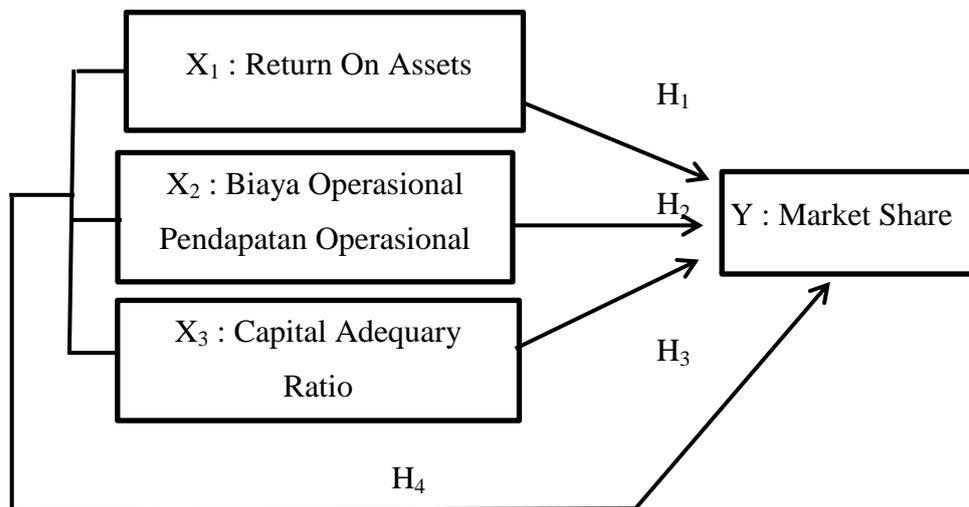 X₁ : Return On Assets
H₁
X₂ : Biaya Operasional
Pendapatan Operasional
H₂
Y : Market Share
X₃ : Capital Adequary
Ratio
H₃
H₄